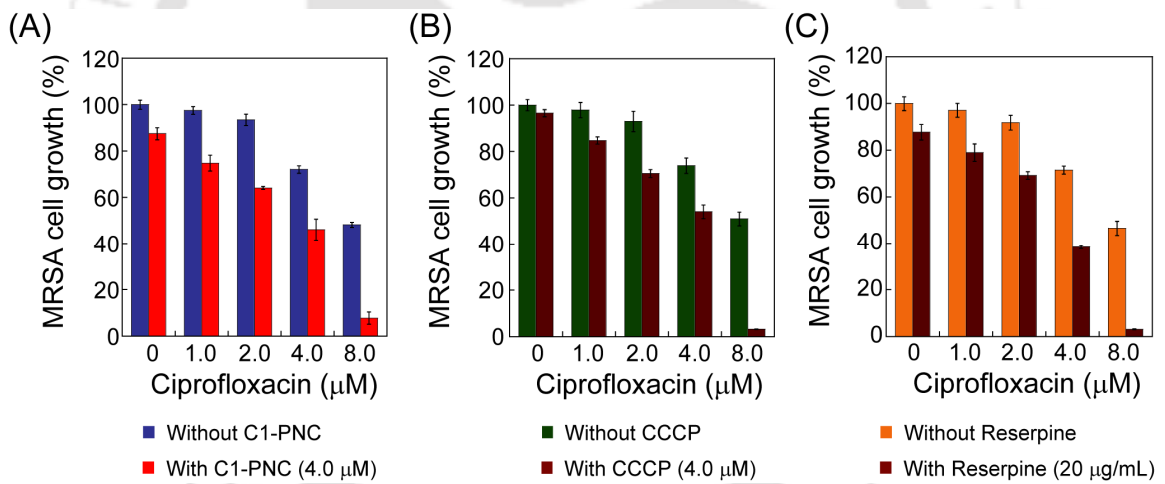 (A)
120
100
80
60
40
20
0
MRSA cell growth (%)
0 1.0 2.0 4.0 8.0
Ciprofloxacin (μM)
Without C1-PNC
With C1-PNC (4.0 μM)
(B)
120
100
80
60
40
20
0
MRSA cell growth (%)
0 1.0 2.0 4.0 8.0
Ciprofloxacin (μM)
Without CCCP
With CCCP (4.0 μM)
(C)
120
100
80
60
40
20
0
MRSA cell growth (%)
0 1.0 2.0 4.0 8.0
Ciprofloxacin (μM)
Without Reserpine
With Reserpine (20 μg/mL)